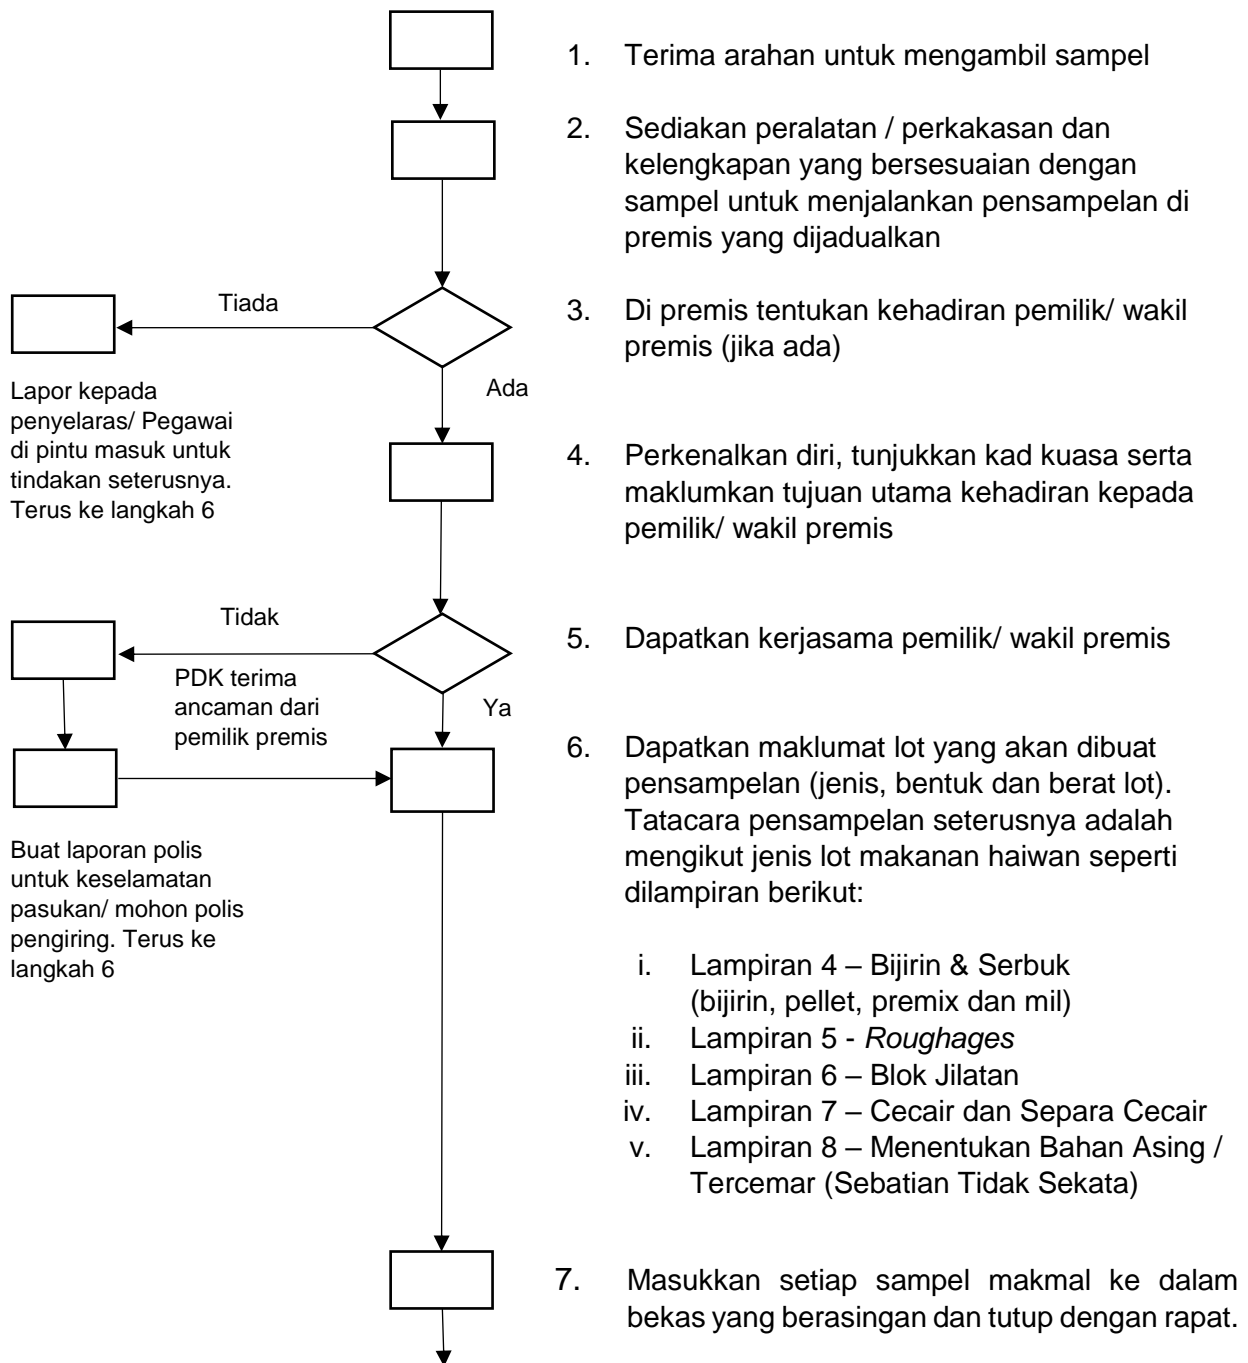 1. Terima arahan untuk mengambil sampel
2. Sediakan peralatan / perkakasan dan
kelengkapan yang bersesuaian dengan
sampel untuk menjalankan pensampelan di
premis yang dijadualkan
Tiada
3. Di premis tentukan kehadiran pemilik/ wakil
premis (jika ada)
Ada
Lapor kepada
penyelaras/ Pegawai
di pintu masuk untuk
tindakan seterusnya.
Terus ke langkah 6
4. Perkenalkan diri, tunjukkan kad kuasa serta
maklumkan tujuan utama kehadiran kepada
pemilik/ wakil premis
Tidak
5. Dapatkan kerjasama pemilik/ wakil premis
PDK terima
ancaman dari
pemilik premis
Ya
6. Dapatkan maklumat lot yang akan dibuat
pensampelan (jenis, bentuk dan berat lot).
Tatacara pensampelan seterusnya adalah
mengikut jenis lot makanan haiwan seperti
dilampiran berikut:
Buat laporan polis
untuk keselamatan
pasukan/ mohon polis
pengiring. Terus ke
langkah 6
i. Lampiran 4 – Bijirin & Serbuk
(bijirin, pellet, premix dan mil)
ii. Lampiran 5 - Roughages
iii. Lampiran 6 – Blok Jilatan
iv. Lampiran 7 – Cecair dan Separa Cecair
v. Lampiran 8 – Menentukan Bahan Asing /
Tercemar (Sebatian Tidak Sekata)
7. Masukkan setiap sampel makmal ke dalam
bekas yang berasingan dan tutup dengan rapat.